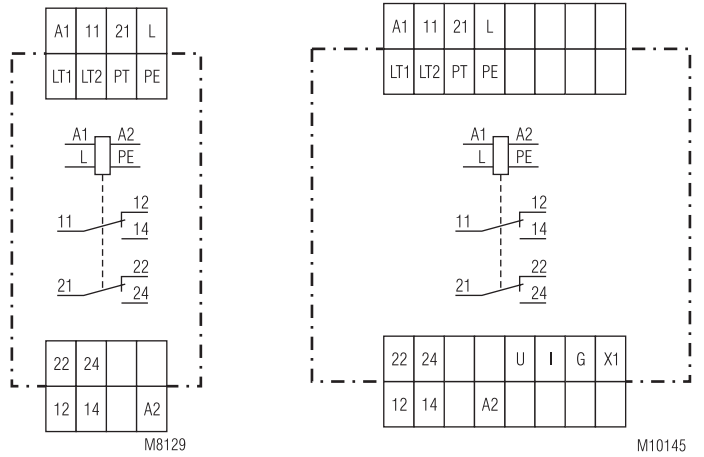 A1 11 21 L
LT1 LT2 PT PE
A1 A2
L PE
12
11 14
22
21 24
22 24
12 14 A2
M8129
A1 11 21 L
LT1 LT2 PT PE
A1 A2
L PE
12
11 14
22
21 24
22 24 U I G X1
12 14 A2
M10145